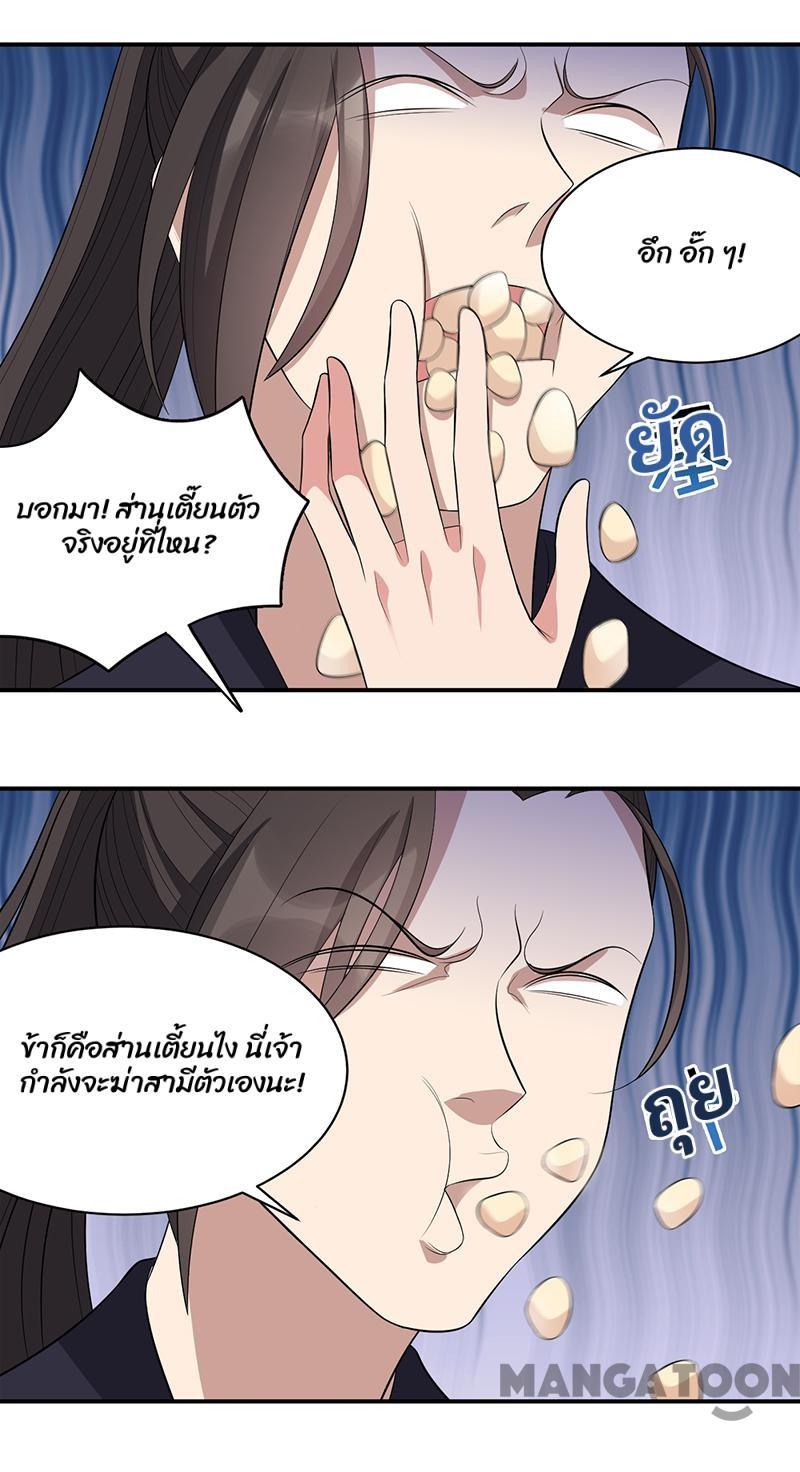 อึก อั๊ก ๆ!
ยัด
บอกมา! ส่านเตี๊ยนตัว
จริงอยู่ที่ไหน?
ข้าก็คือส่านเตี้ยนไง นี่เจ้า
กำลังจะฆ่าสามีตัวเองนะ!
ถุย
MANGATOON